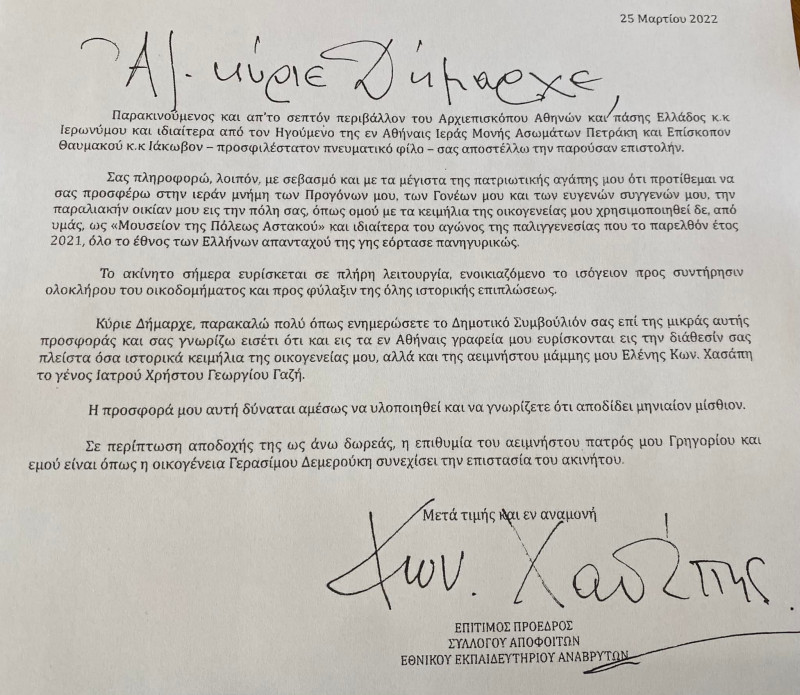 25 Μαρτίου 2022
Αξ. κύριε Δήμαρχε,
Παρακινούμενος και απ'το σεπτόν περιβάλλον του Αρχιεπισκόπου Αθηνών και πάσης Ελλάδος κ.κ
Ιερωνύμου και ιδιαίτερα από τον Ηγούμενο της εν Αθήναις Ιεράς Μονής Ασωμάτων Πετράκη και Επίσκοπον
Θαυμακού κ.κ Ιάκωβον – προσφιλέστατον πνευματικό φίλο – σας αποστέλλω την παρούσαν επιστολήν.
Σας πληροφορώ, λοιπόν, με σεβασμό και με τα μέγιστα της πατριωτικής αγάπης μου ότι προτίθεμαι να
σας προσφέρω στην ιεράν μνήμη των Προγόνων μου, των Γονέων μου και των ευγενών συγγενών μου, την
παραλιακήν οικίαν μου εις την πόλη σας, όπως ομού με τα κειμήλια της οικογενείας μου χρησιμοποιηθεί δε, από
υμάς, ως «Μουσείον της Πόλεως Αστακού» και ιδιαίτερα του αγώνος της παλιγγενεσίας που το παρελθόν έτος
2021, όλο το έθνος των Ελλήνων απανταχού της γης εόρτασε πανηγυρικώς.
Το ακίνητο σήμερα ευρίσκεται σε πλήρη λειτουργία, ενοικιαζόμενο το ισόγειον προς συντήρησιν
ολοκλήρου του οικοδομήματος και προς φύλαξιν της όλης ιστορικής επιπλώσεως.
Κύριε Δήμαρχε, παρακαλώ πολύ όπως ενημερώσετε το Δημοτικό Συμβούλιόν σας επί της μικράς αυτής
προσφοράς και σας γνωρίζω εισέτι ότι και εις τα εν Αθήναις γραφεία μου ευρίσκονται εις την διάθεσίν σας
πλείστα όσα ιστορικά κειμήλια της οικογενείας μου, αλλά και της αειμνήστου μάμμης μου Ελένης Κων. Χασάπη
το γένος Ιατρού Χρήστου Γεωργίου Γαζή.
Η προσφορά μου αυτή δύναται αμέσως να υλοποιηθεί και να γνωρίζετε ότι αποδίδει μηνιαίον μίσθιον.
Σε περίπτωση αποδοχής της ως άνω δωρεάς, η επιθυμία του αειμνήστου πατρός μου Γρηγορίου και
εμού είναι όπως η οικογένεια Γερασίμου Δεμερούκη συνεχίσει την επιστασία του ακινήτου.
Μετά τιμής και εν αναμονή
Κων. Χασάπης
ΕΠΙΤΙΜΟΣ ΠΡΟΕΔΡΟΣ
ΣΥΛΛΟΓΟΥ ΑΠΟΦΟΙΤΩΝ
ΕΘΝΙΚΟΥ ΕΚΠΑΙΔΕΥΤΗΡΙΟΥ ΑΝΑΒΡΥΤΩΝ